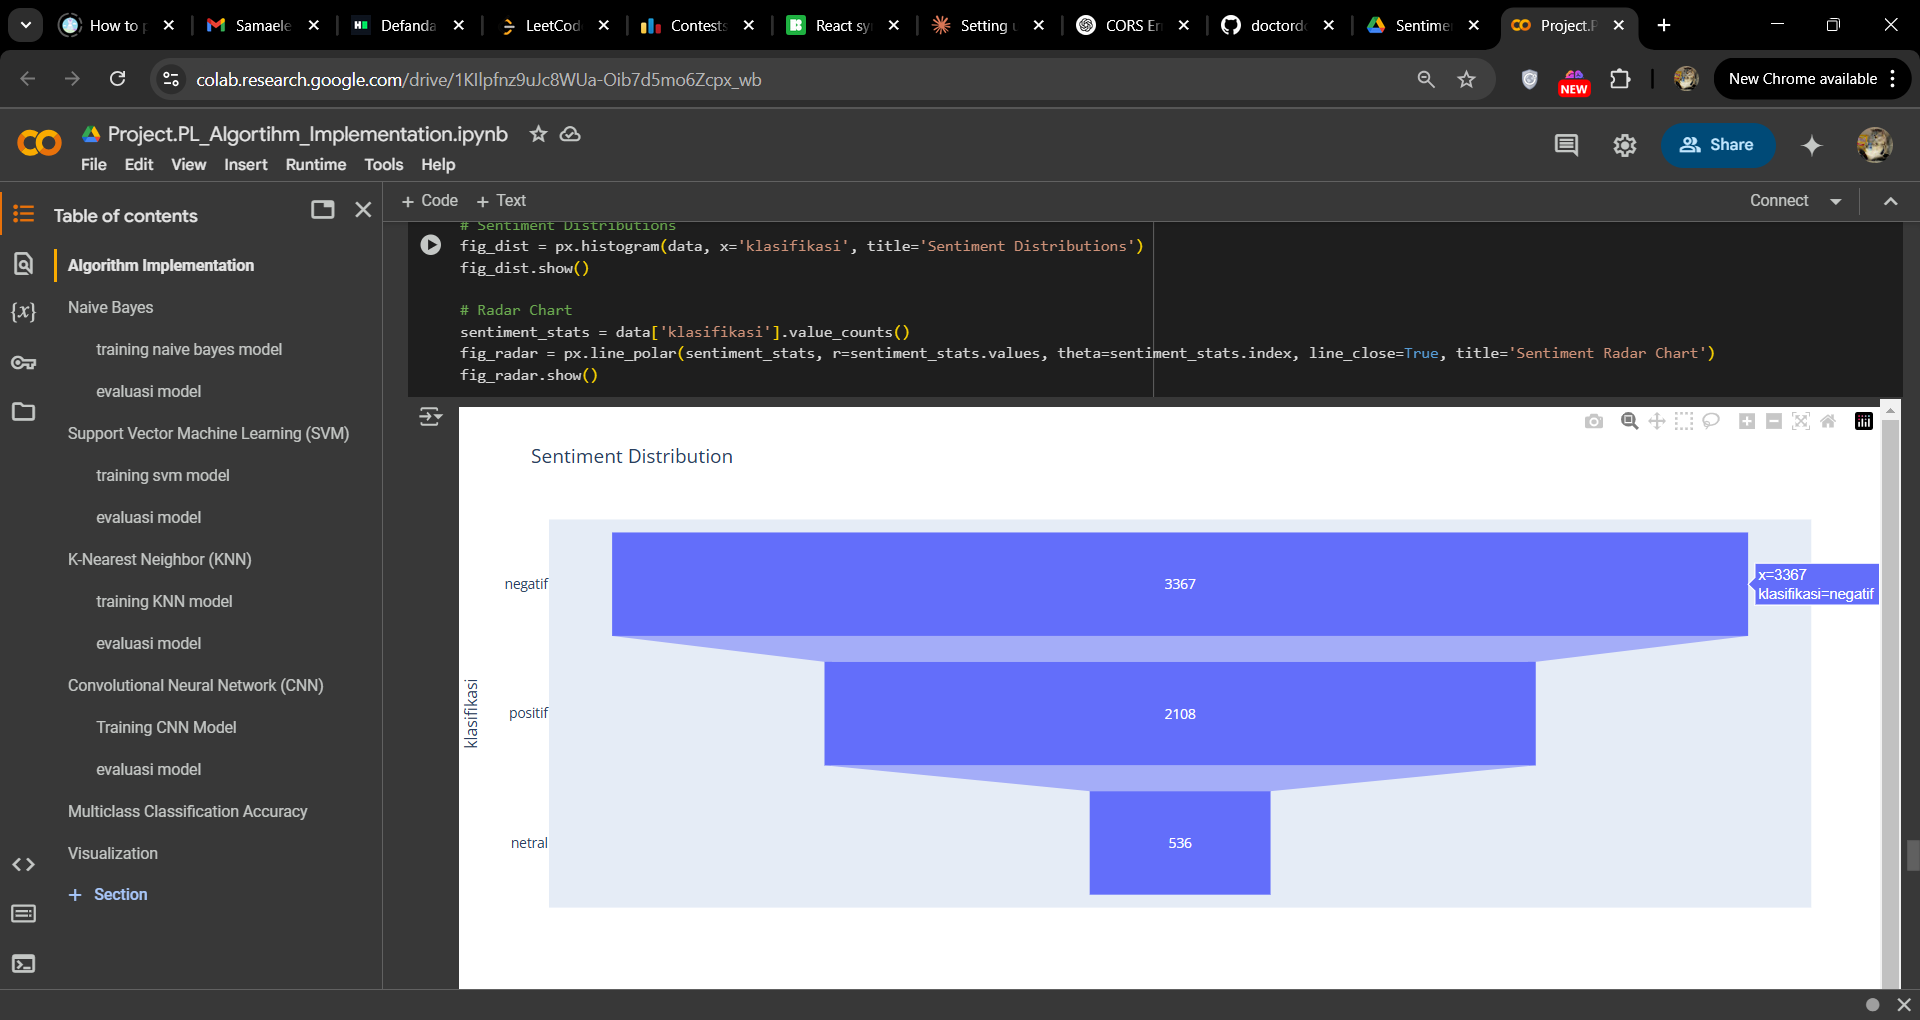 How to
Samaele
Defanda
LeetCod
Contests
React sy
Setting
CORS Er
doctord
Sentime
Project.P
colab.research.google.com/drive/1KIlpfnz9uJc8WUa-Oib7d5mo6Zcpx_wb
NEW
New Chrome available
Project.PL_Algortihm_Implementation.ipynb
File Edit View Insert Runtime Tools Help
Share
Table of contents
+ Code + Text
Connect
Algorithm Implementation
Naive Bayes
training naive bayes model
evaluasi model
Support Vector Machine Learning (SVM)
training svm model
evaluasi model
K-Nearest Neighbor (KNN)
training KNN model
evaluasi model
Convolutional Neural Network (CNN)
Training CNN Model
evaluasi model
Multiclass Classification Accuracy
Visualization
+ Section
# Sentiment Distributions
fig_dist = px.histogram(data, x='klasifikasi', title='Sentiment Distributions')
fig_dist.show()
# Radar Chart
sentiment_stats = data['klasifikasi'].value_counts()
fig_radar = px.line_polar(sentiment_stats, r=sentiment_stats.values, theta=sentiment_stats.index, line_close=True, title='Sentiment Radar Chart')
fig_radar.show()
Sentiment Distribution
klasifikasi
negatif
3367
x=3367
klasifikasi=negatif
positif
2108
netral
536